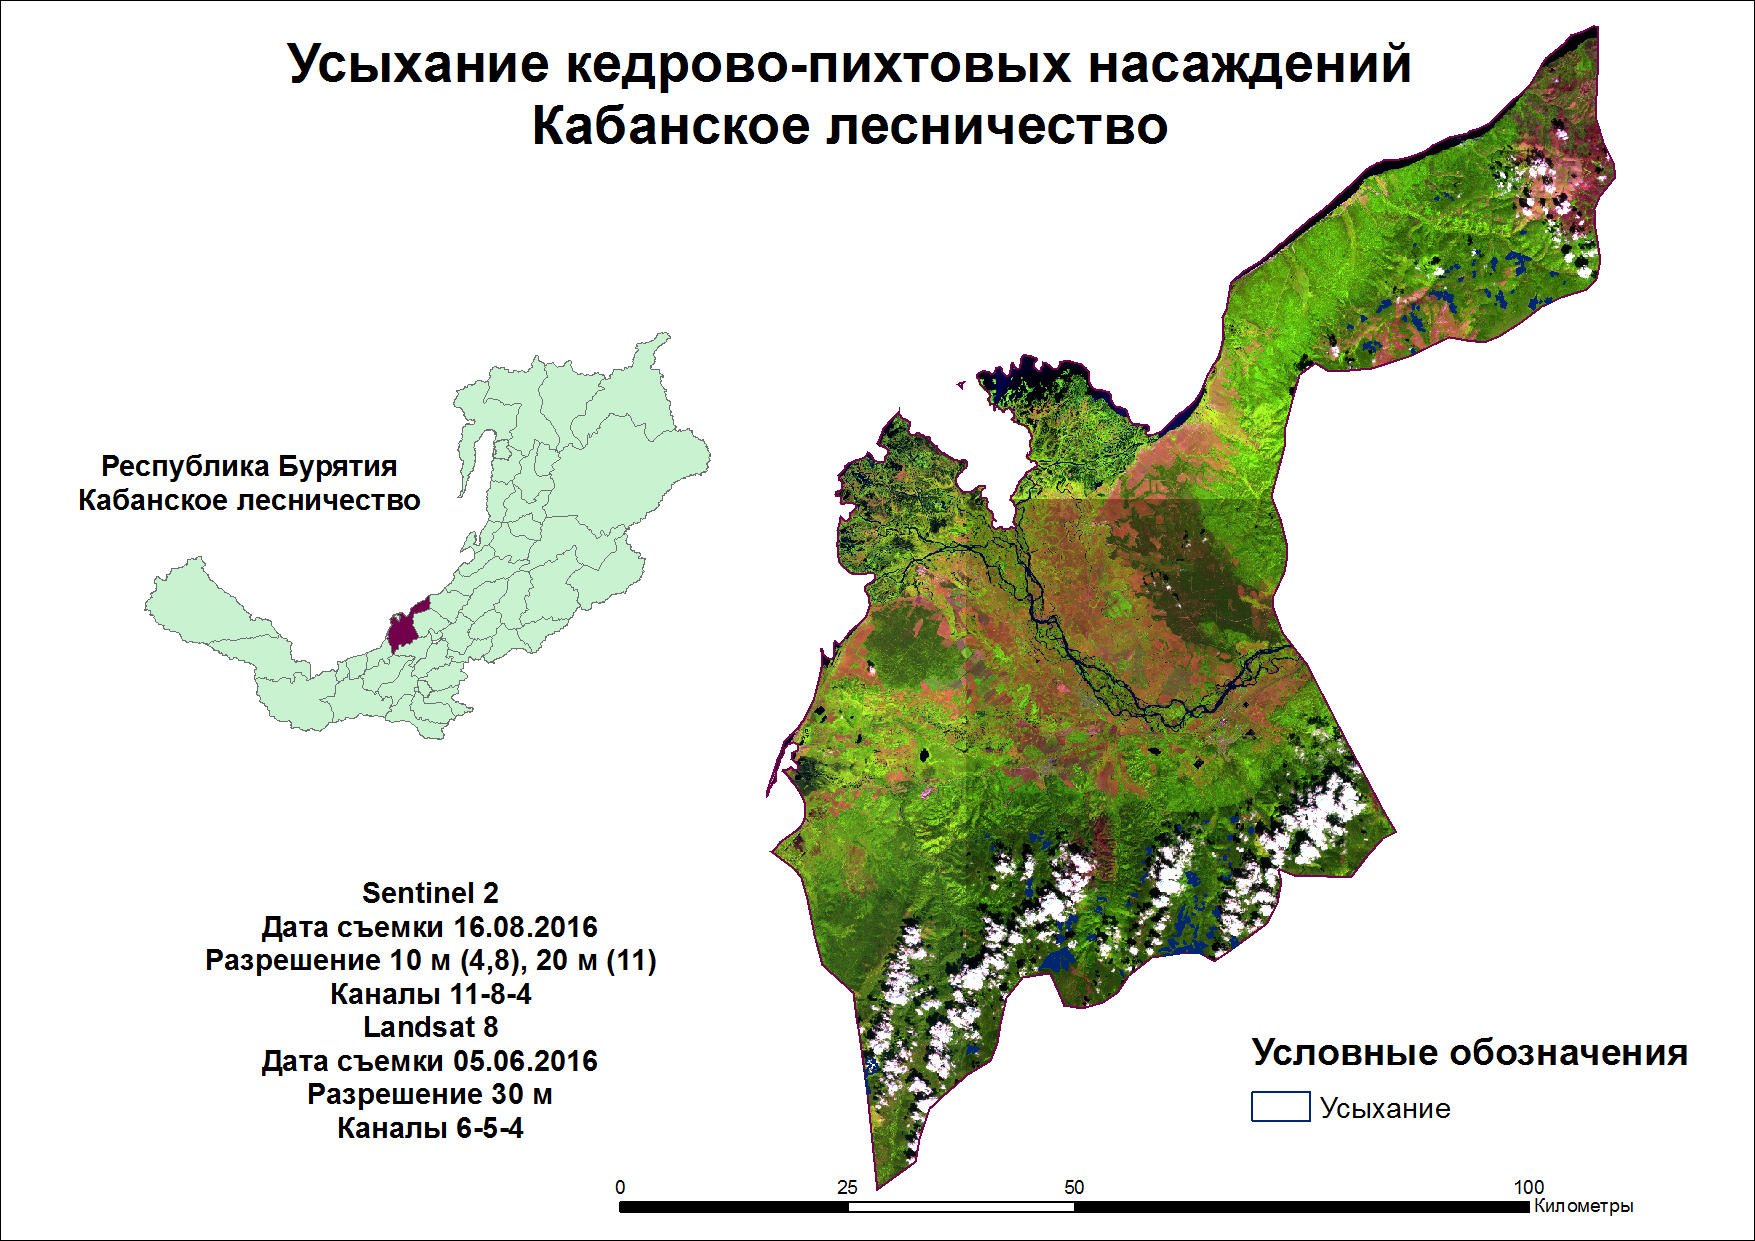 Усыхание кедрово-пихтовых насаждений
Кабанское лесничество
Республика Бурятия
Кабанское лесничество
Sentinel 2
Дата съемки 16.08.2016
Разрешение 10 м (4,8), 20 м (11)
Каналы 11-8-4
Landsat 8
Дата съемки 05.06.2016
Разрешение 30 м
Каналы 6-5-4
Условные обозначения
Усыхание
0 25 50 100
Километры